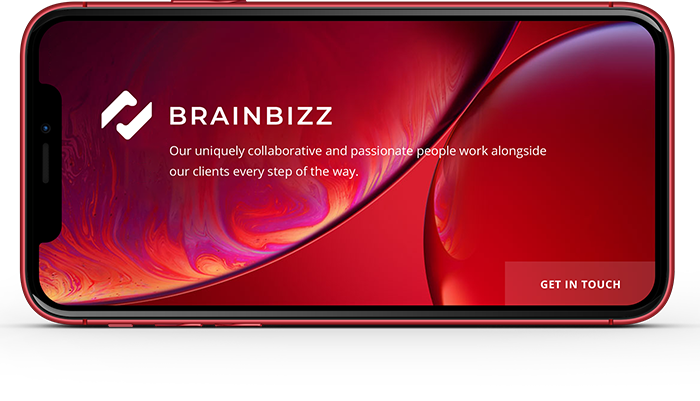 BRAINBIZZ
Our uniquely collaborative and passionate people work alongside
our clients every step of the way.
GET IN TOUCH